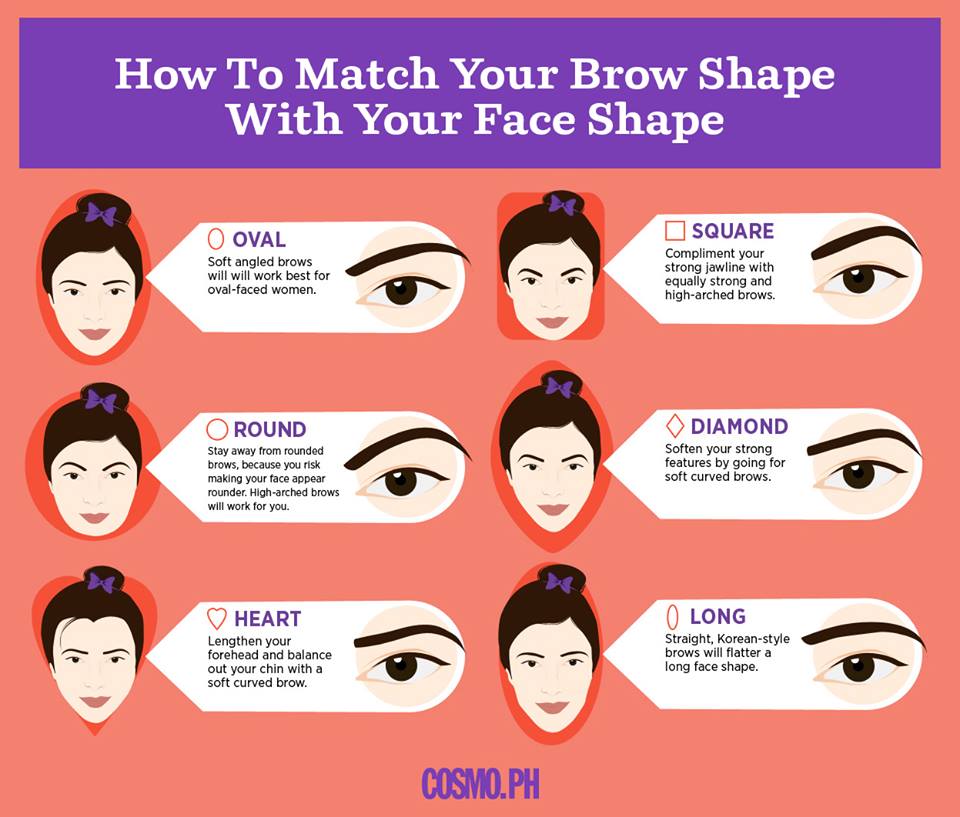 How To Match Your Brow Shape
With Your Face Shape
OVAL
Soft angled brows
will will work best for
oval-faced women.
SQUARE
Compliment your
strong jawline with
equally strong and
high-arched brows.
ROUND
Stay away from rounded
brows, because you risk
making your face appear
rounder. High-arched brows
will work for you.
DIAMOND
Soften your strong
features by going for
soft curved brows.
HEART
Lengthen your
forehead and balance
out your chin with a
soft curved brow.
LONG
Straight, Korean-style
brows will flatter a
long face shape.
COSMO.PH